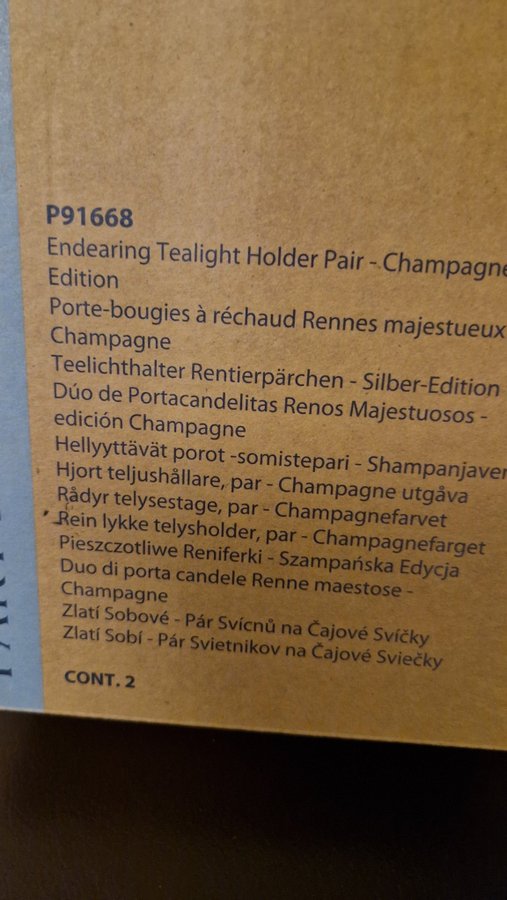 P91668
Endearing Tealight Holder Pair - Champagne
Edition
Porte-bougies à réchaud Rennes majestueux
Champagne
Teelichthalter Rentierpärchen - Silber-Edition
Dúo de Portacandelitas Renos Majestuosos -
edición Champagne
Hellyyttävät porot -somistepari -
Hjort teljushållare, par - Champagne utgåva
Rådyr telysestage, par - Champagnefarvet
Rein lykke telysholder, par - Champagnefarget
Pieszczotliwe Reniferki - Szampańska Edycja
Duo di porta candele Renne maestose -
Champagne
Zlatí Sobové - Pár Svícnů na Čajové Svíčky
Zlatí Sobí - Pár Svietnikov na Čajové Sviečky
CONT. 2